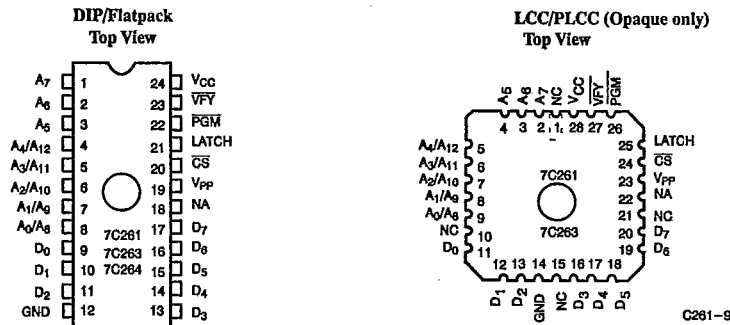 DIP/Flatpack
Top View
A7 1 24 VCC
A6 2 23 VFY
A5 3 22 PGM
A4/A12 4 21 LATCH
A3/A11 5 20 CS
A2/A10 6 19 VPP
A1/A9 7 18 NA
A0/A8 8 17 D7
D0 9 16 D6
D1 10 15 D5
D2 11 14 D4
GND 12 13 D3
7C261
7C263
7C264
LCC/PLCC (Opaque only)
Top View
A5 A6 A7 NC VCC VFY PGM
4 3 2 1 28 27 26
A4/A12 5 25 LATCH
A3/A11 6 24 CS
A2/A10 7 23 VPP
A1/A9 8 22 NA
A0/A8 9 21 NC
NC 10 20 D7
D0 11 19 D6
7C261
7C263
12 13 14 15 16 17 18
D1 D2 GND NC D3 D4 D5
C261-9